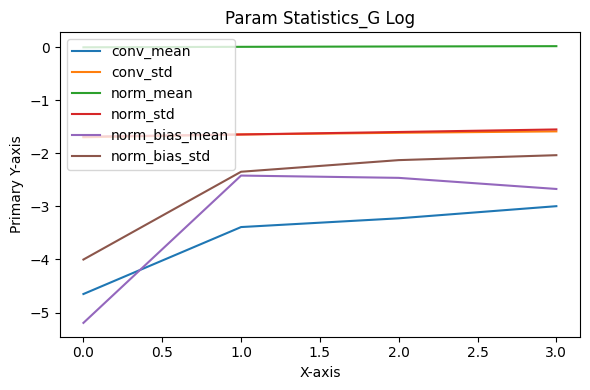 Param Statistics_G Log
conv_mean
conv_std
norm_mean
norm_std
norm_bias_mean
norm_bias_std
Primary Y-axis
0
−1
−2
−3
−4
−5
0.0 0.5 1.0 1.5 2.0 2.5 3.0
X-axis